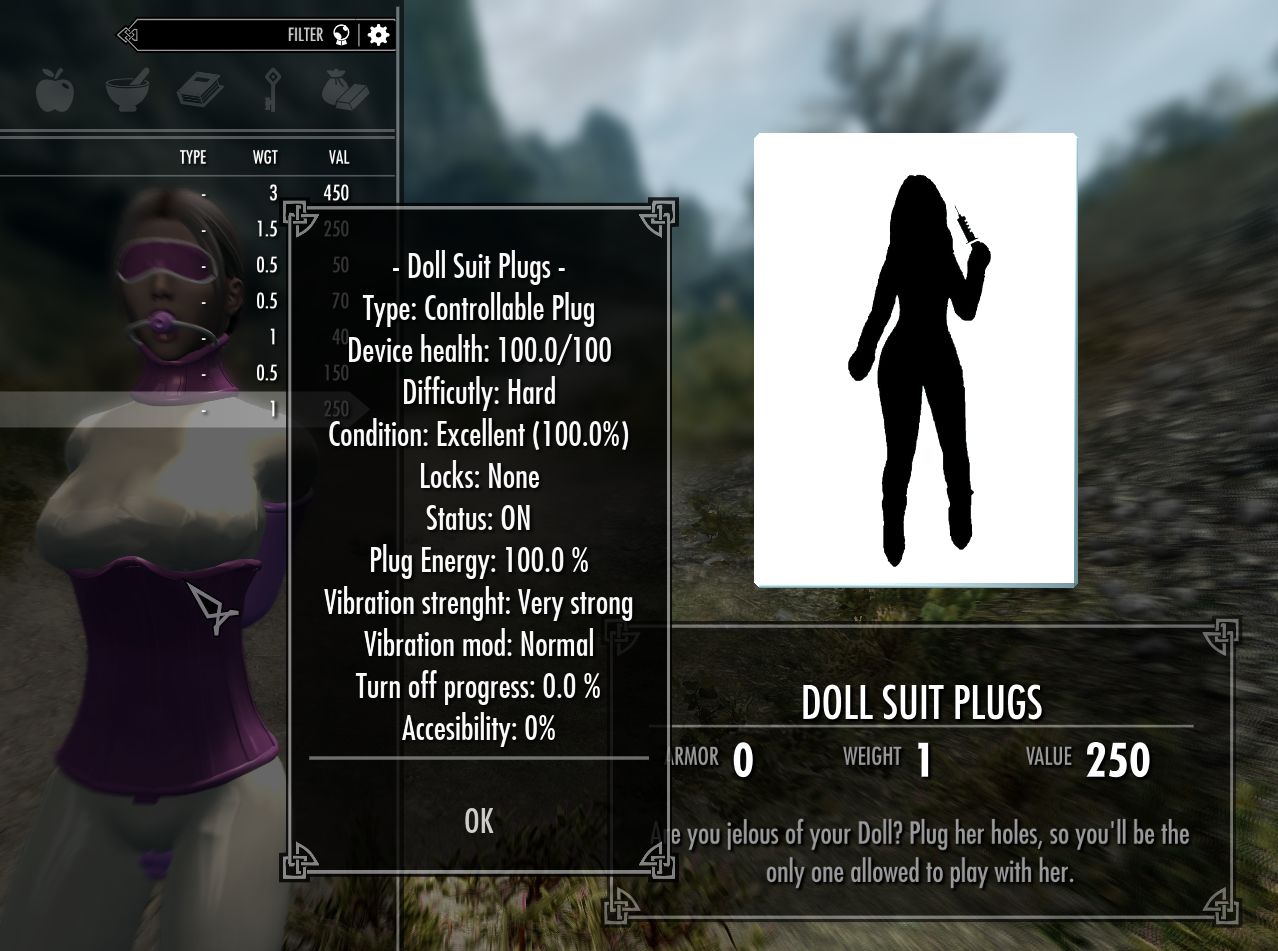 FILTER
TYPE WGT VAL
- 3 450
- 1.5 250
- 0.5 50
- 0.5 70
- 1 40
- 0.5 150
- 1 250
- Doll Suit Plugs -
Type: Controllable Plug
Device health: 100.0/100
Difficutly: Hard
Condition: Excellent (100.0%)
Locks: None
Status: ON
Plug Energy: 100.0 %
Vibration strenght: Very strong
Vibration mod: Normal
Turn off progress: 0.0 %
Accesibility: 0%
OK
DOLL SUIT PLUGS
ARMOR 0 WEIGHT 1 VALUE 250
Are you jelous of your Doll? Plug her holes, so you'll be the
only one allowed to play with her.